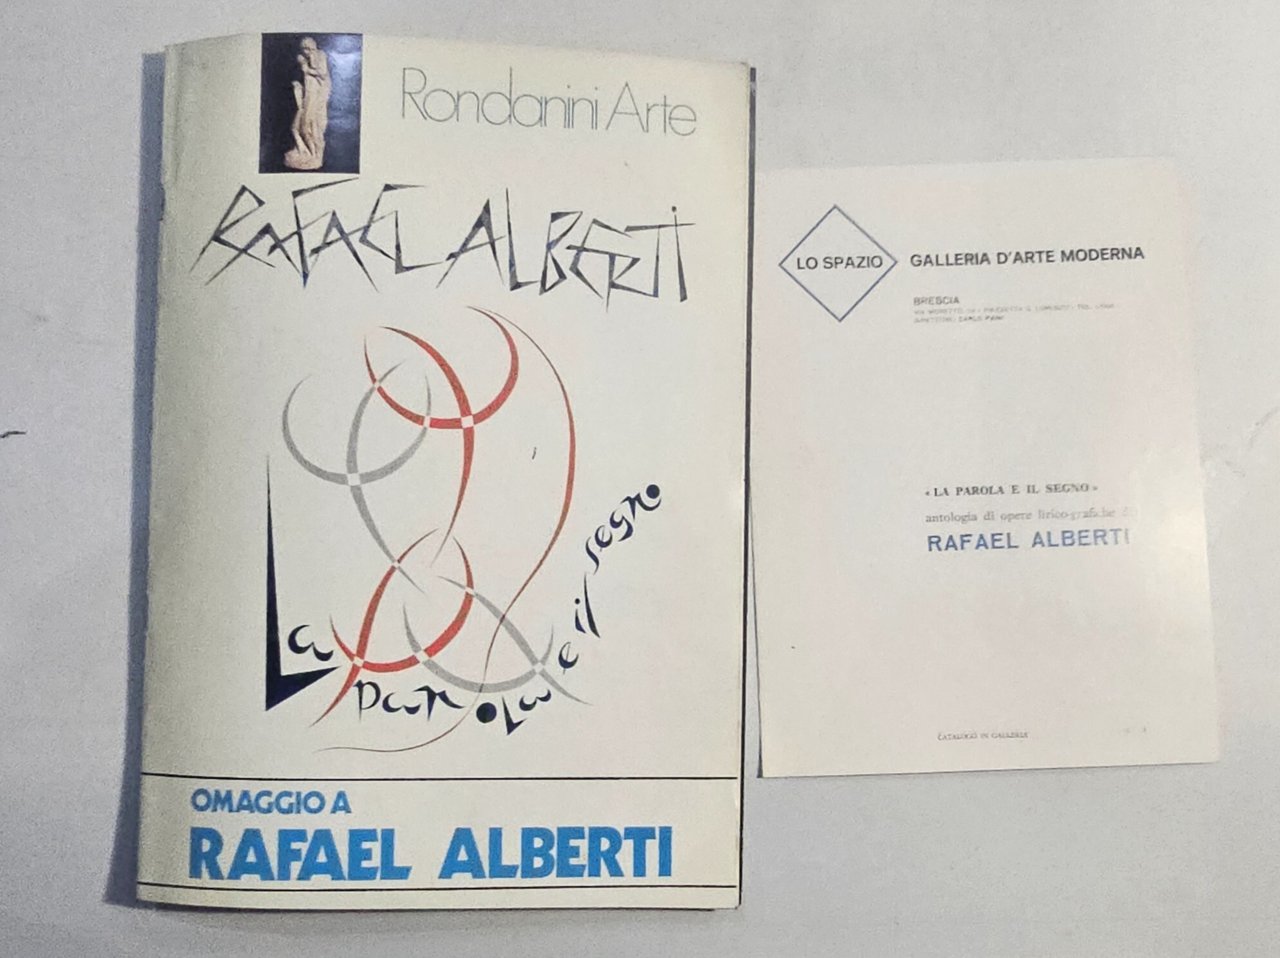 Rondanini Arte
RAFAEL ALBERTI
La parola e il segno
OMAGGIO A
RAFAEL ALBERTI
LO SPAZIO
GALLERIA D'ARTE MODERNA
BRESCIA
« LA PAROLA E IL SEGNO »
antologia di opere lirico-grafiche di
RAFAEL ALBERTI
CATALOGO IN GALLERIA